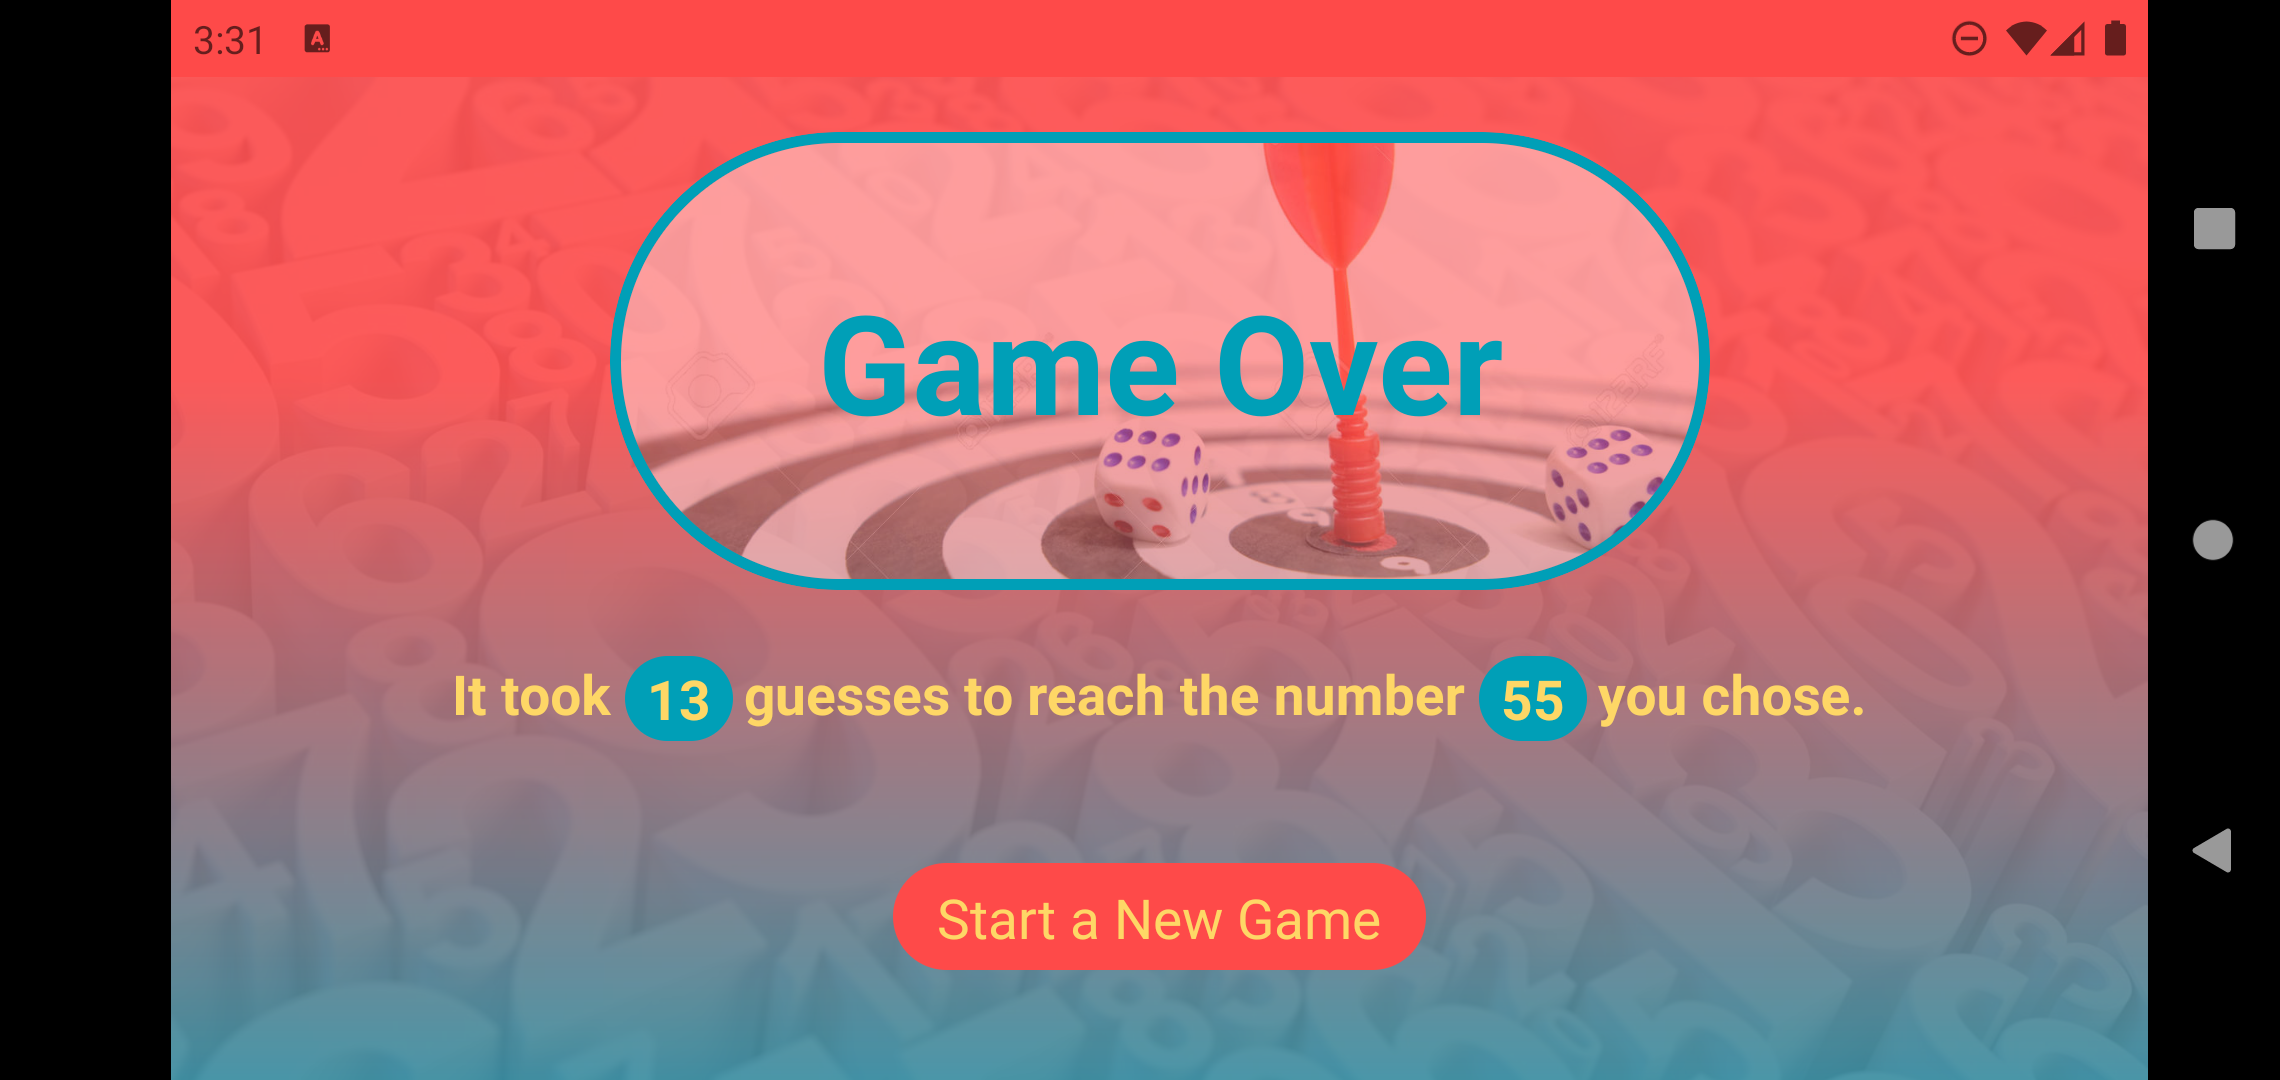 3:31
Game Over
It took 13 guesses to reach the number 55 you chose.
Start a New Game